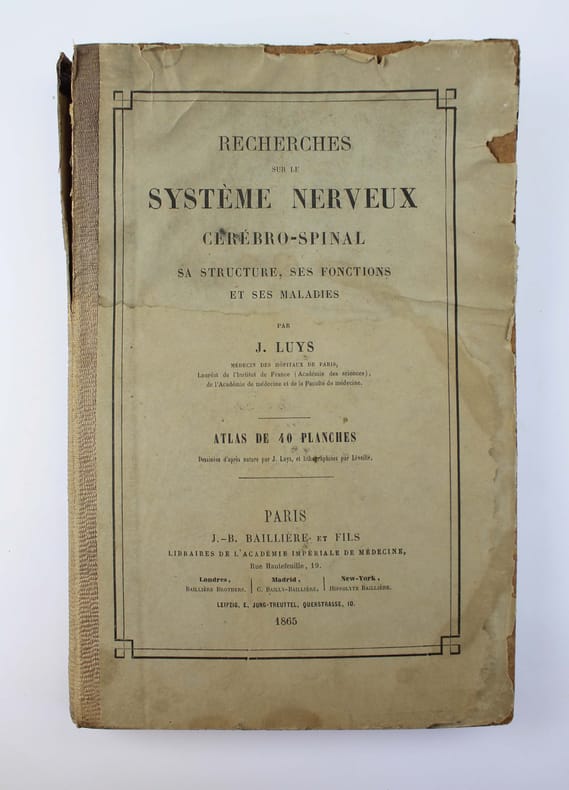 RECHERCHES
SUR LE
SYSTÈME NERVEUX
CÉRÉBRO-SPINAL
SA STRUCTURE, SES FONCTIONS
ET SES MALADIES
PAR
J. LUYS
MÉDECIN DES HÔPITAUX DE PARIS,
Lauréat de l'Institut de France (Académie des sciences),
de l'Académie de médecine et de la Faculté de médecine.
ATLAS DE 40 PLANCHES
Dessinées d'après nature par J. Luys, et lithographiées par Léveillé.
PARIS
J.-B. BAILLIÈRE ET FILS
LIBRAIRES DE L'ACADÉMIE IMPÉRIALE DE MÉDECINE,
Rue Hautefeuille, 19.
Londres, Madrid, New-York,
BAILLIÈRE BROTHERS. C. BAILLY-BAILLIÈRE. HIPPOLYTE BAILLIÈRE.
LEIPZIG, E. JUNG-TREUTTEL, QUERSTRASSE, 10.
1865